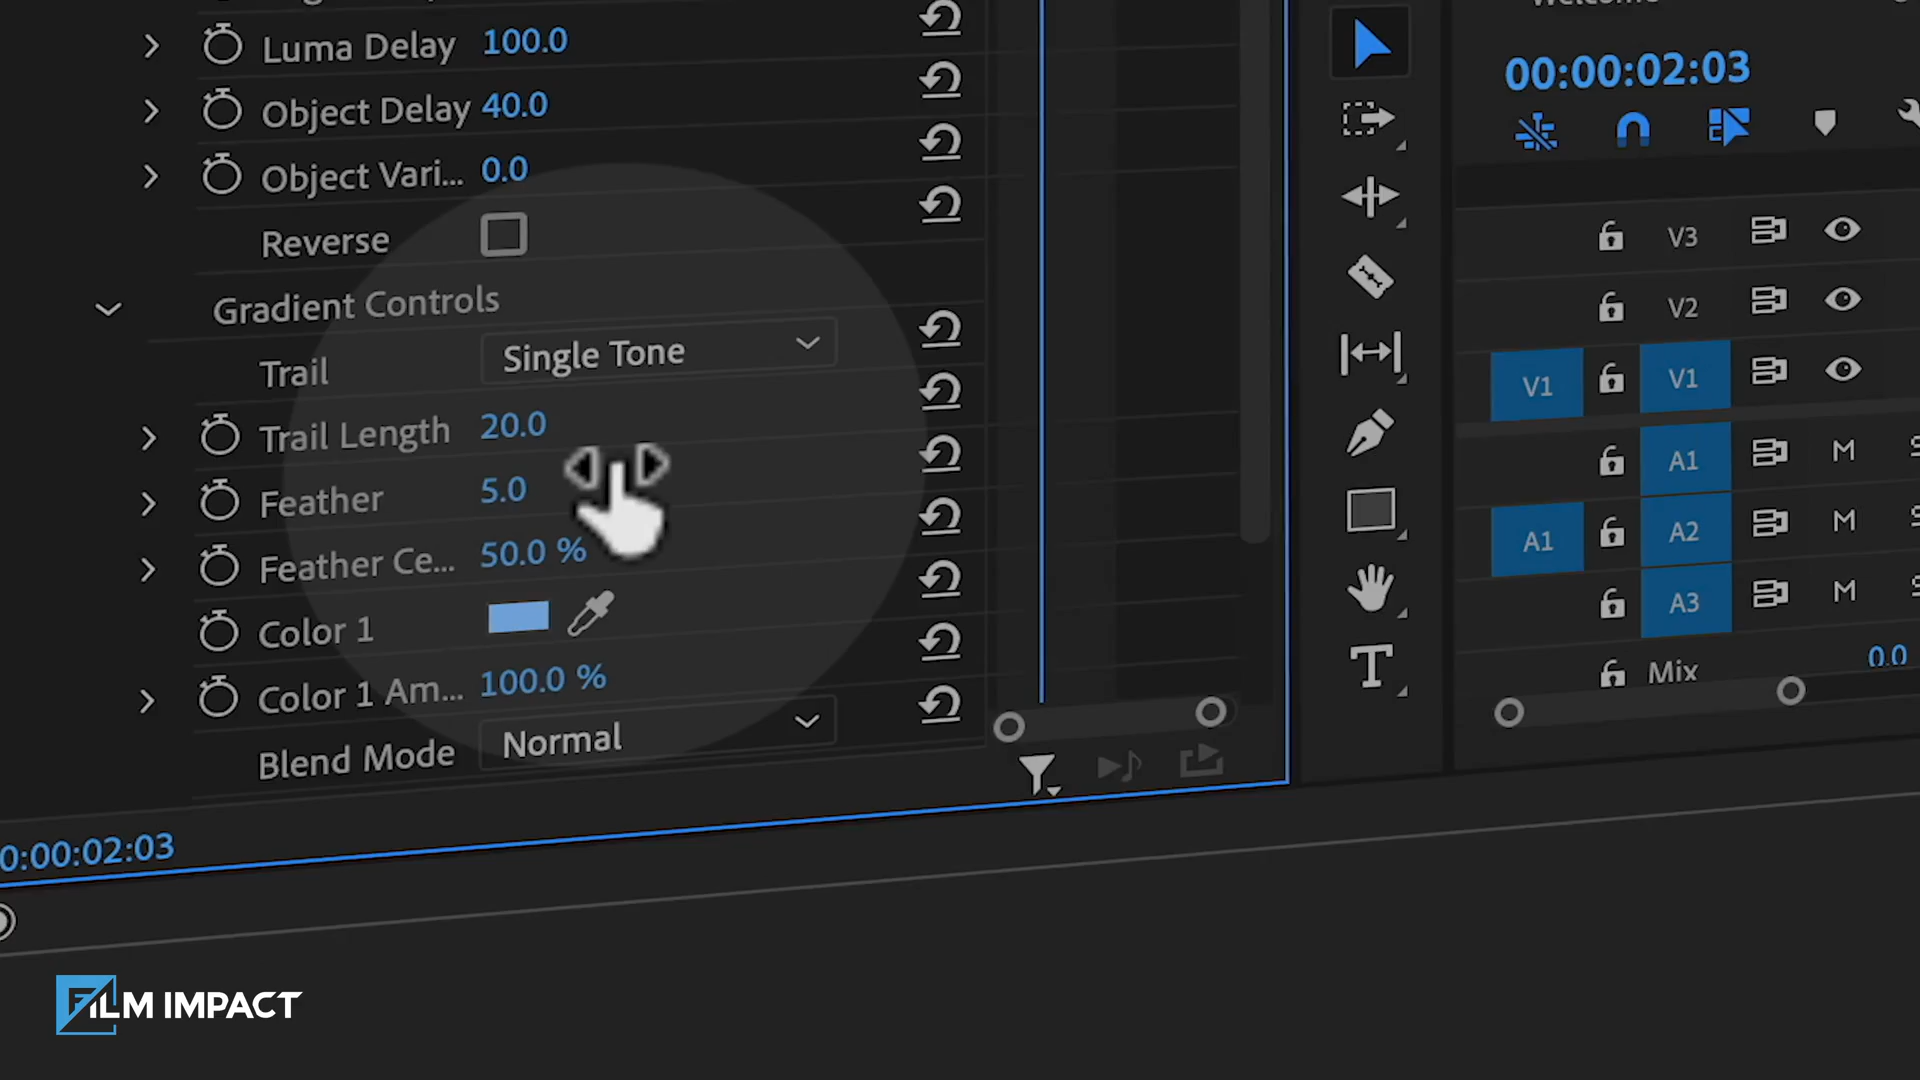 Luma Delay 100.0
Object Delay 40.0
Object Vari... 0.0
Reverse
Gradient Controls
Trail Single Tone
Trail Length 20.0
Feather 5.0
Feather Ce... 50.0 %
Color 1
Color 1 Am... 100.0 %
Blend Mode Normal
0:00:02:03
00:00:02:03
V3
V2
V1 V1
A1 M
A1 A2 M
A3 M
Mix 0.0
T
FILM IMPACT